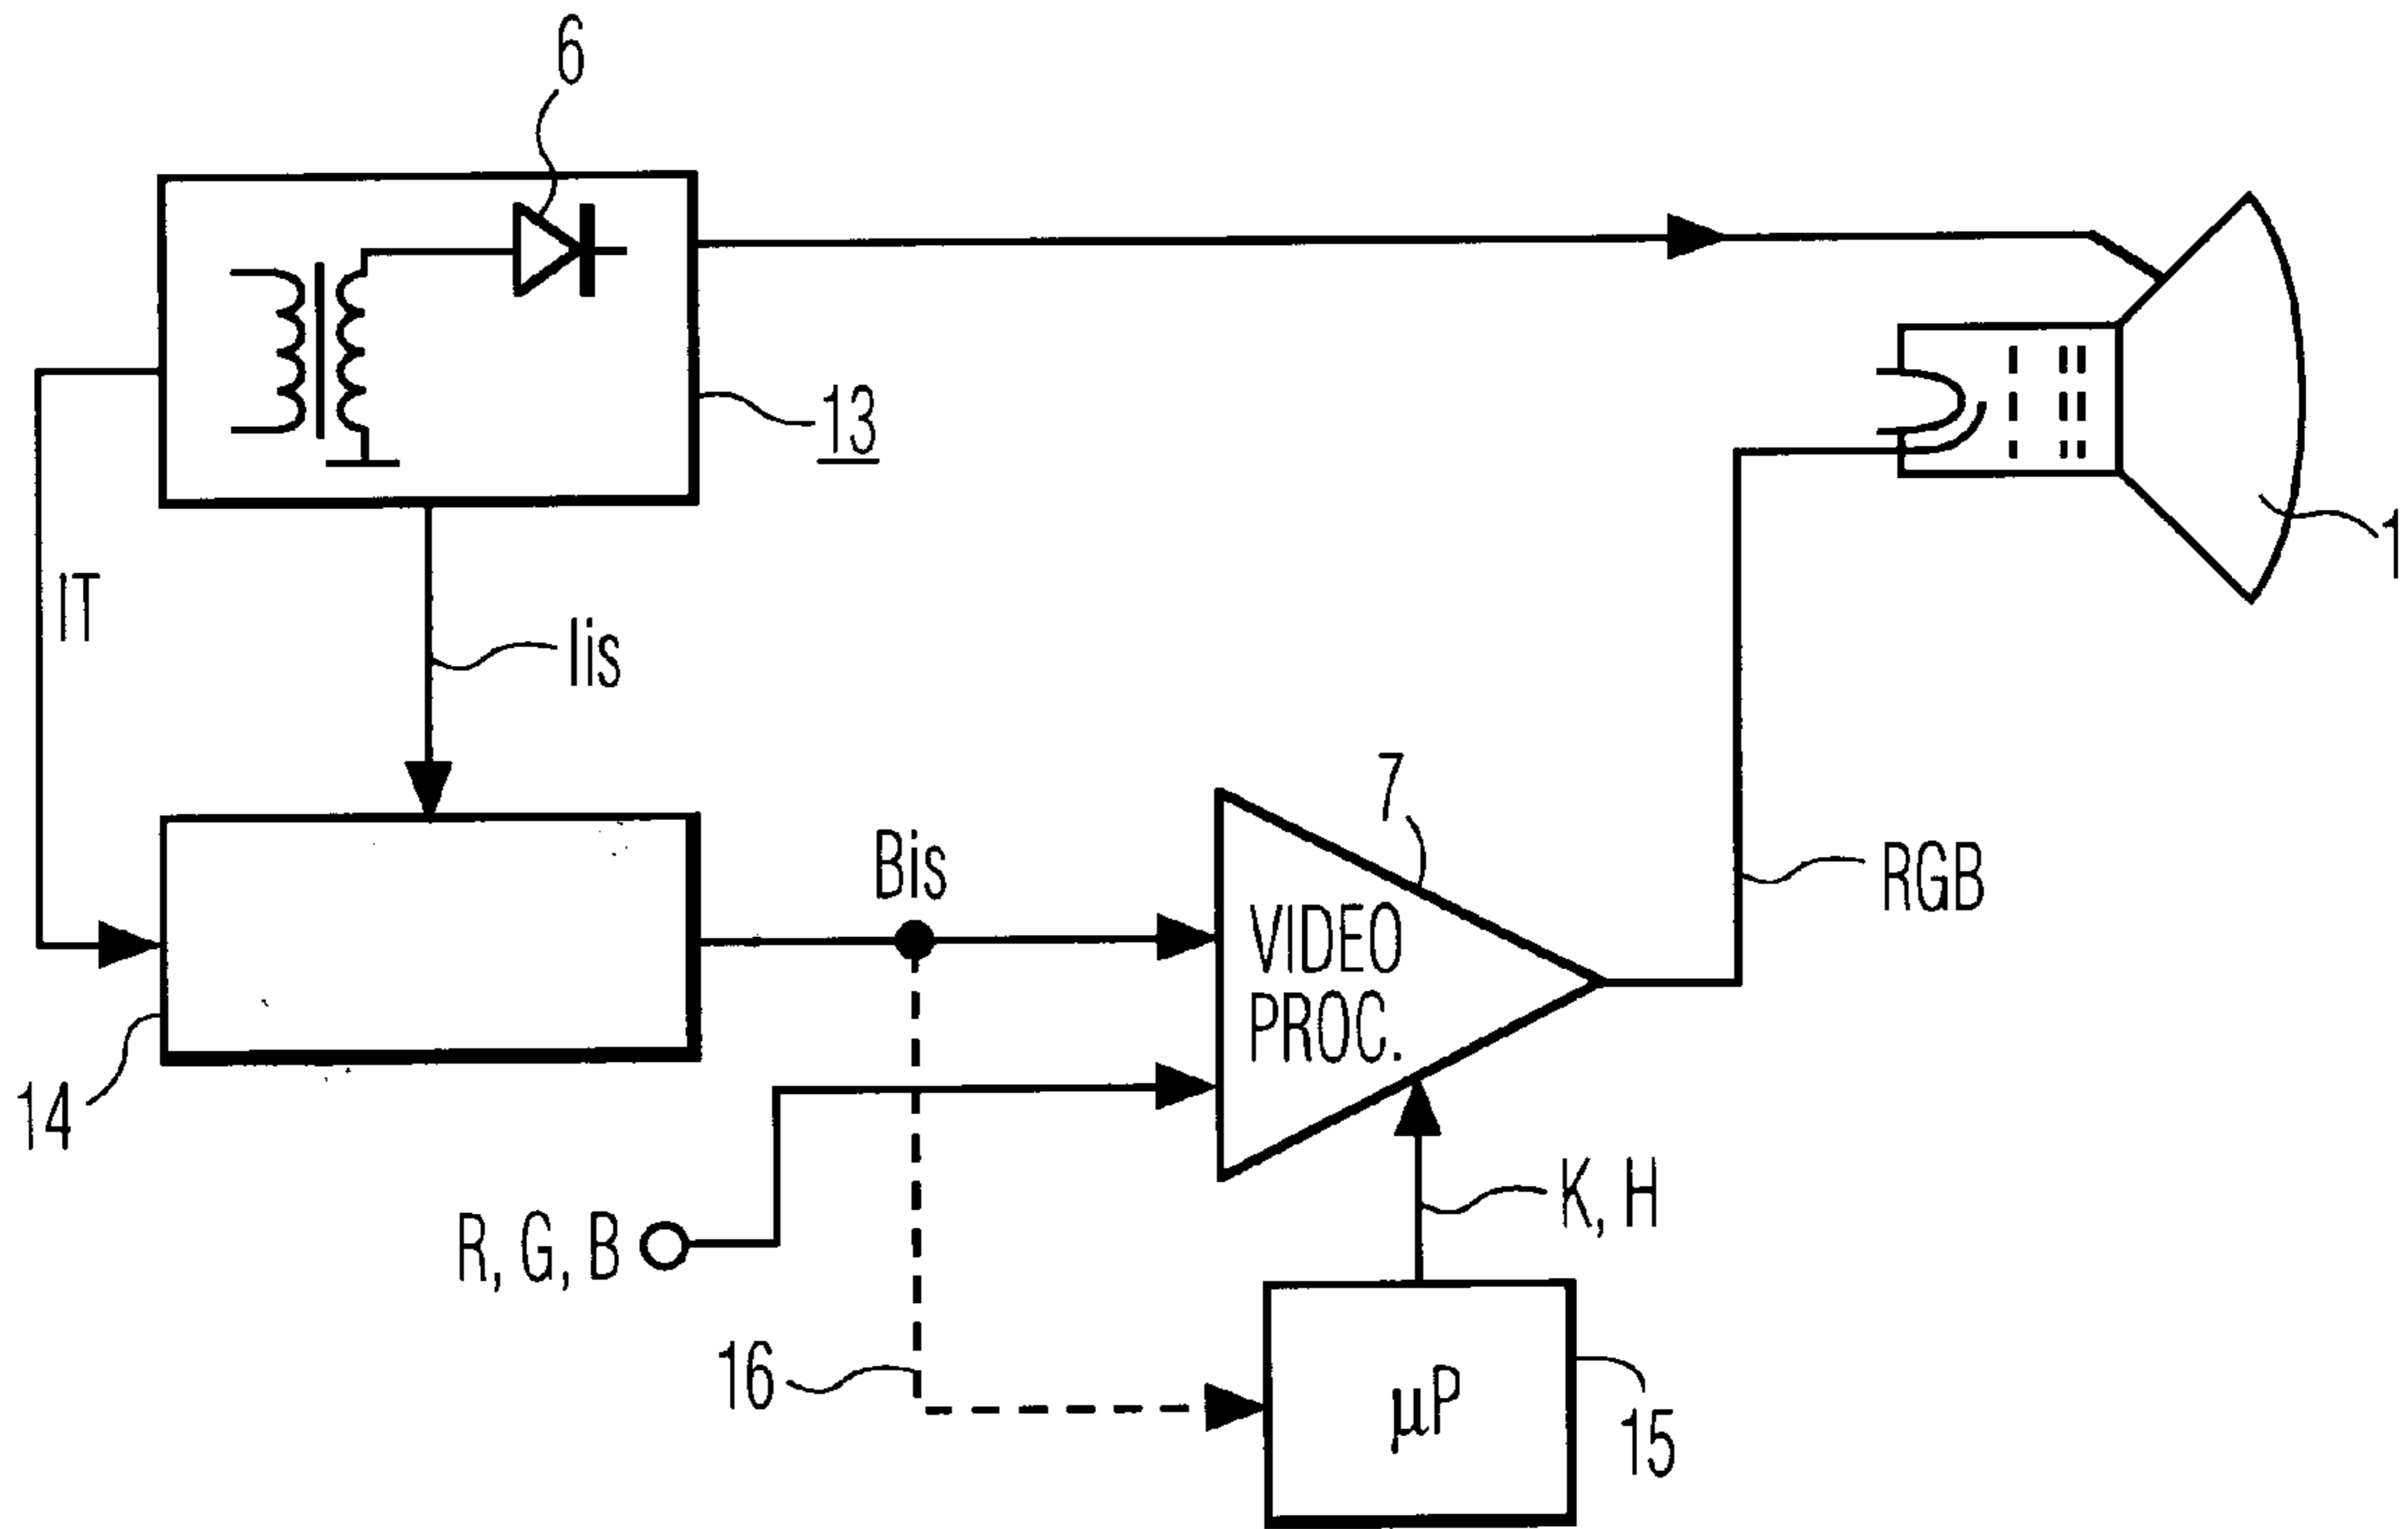 6
13
1
IT
Iis
7
Bis
VIDEO
PROC.
RGB
14
R, G, B
K, H
16
μP
15